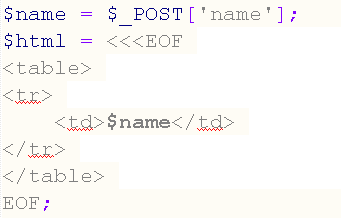 $name = $_POST['name'];
$html = <<<EOF
<table>
<tr>
    <td>$name</td>
</tr>
</table>
EOF;